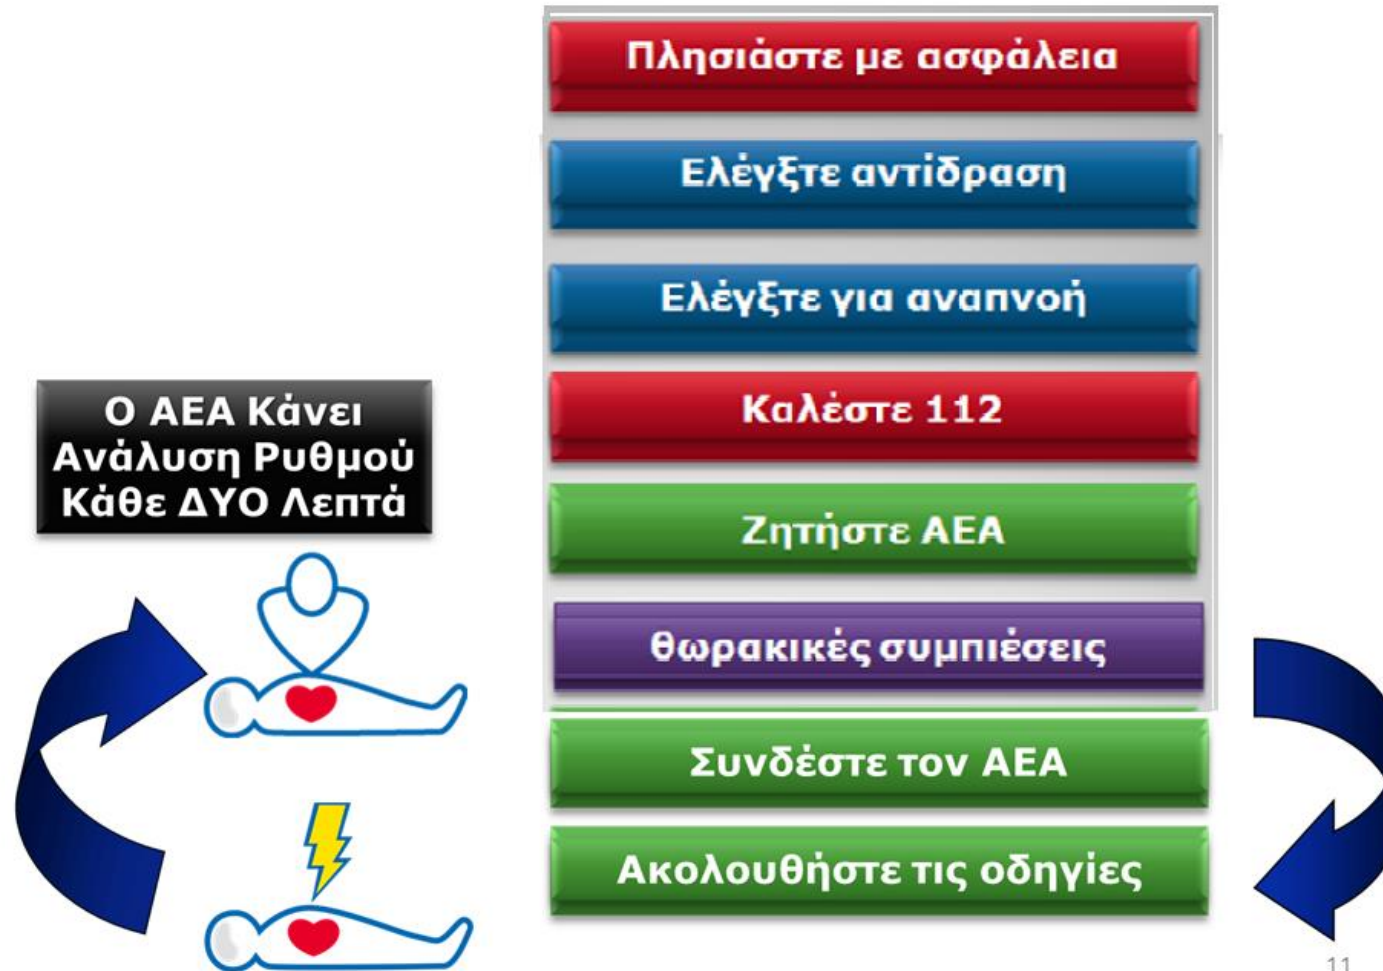 Πλησιάστε με ασφάλεια
Ελέγξτε αντίδραση
Ελέγξτε για αναπνοή
Καλέστε 112
Ζητήστε ΑΕΑ
θωρακικές συμπιέσεις
Συνδέστε τον ΑΕΑ
Ακολουθήστε τις οδηγίες
Ο ΑΕΑ Κάνει
Ανάλυση Ρυθμού
Κάθε ΔΥΟ Λεπτά
11